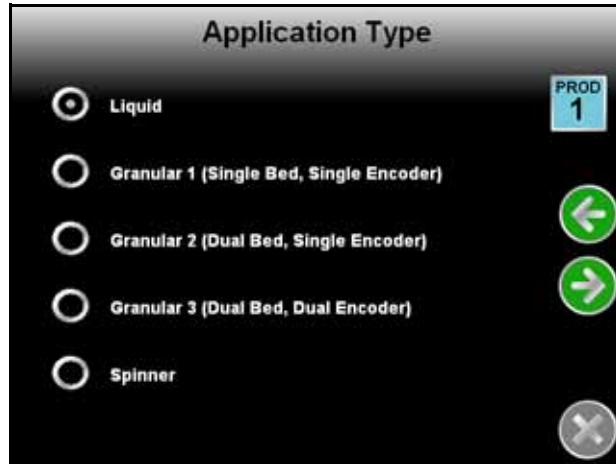 Application Type
Liquid
PROD
1
Granular 1 (Single Bed, Single Encoder)
Granular 2 (Dual Bed, Single Encoder)
Granular 3 (Dual Bed, Dual Encoder)
Spinner